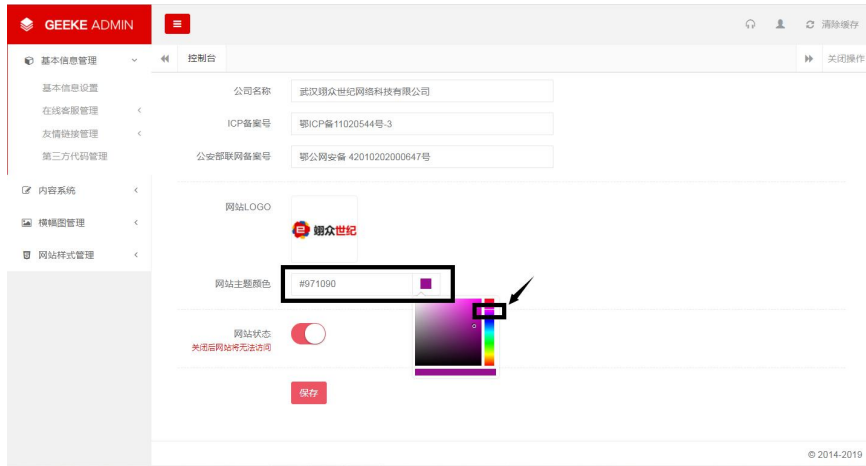 GEEKE ADMIN
清除缓存
基本信息管理
控制台
关闭操作
基本信息设置
在线客服管理
友情链接管理
第三方代码管理
内容系统
横幅图管理
网站样式管理
公司名称
武汉翊众世纪网络科技有限公司
ICP备案号
鄂ICP备11020544号-3
公安部联网备案号
鄂公网安备 42010202000647号
网站LOGO
翊众世纪
网站主题颜色
#971090
网站状态
关闭后网站将无法访问
保存
© 2014-2019